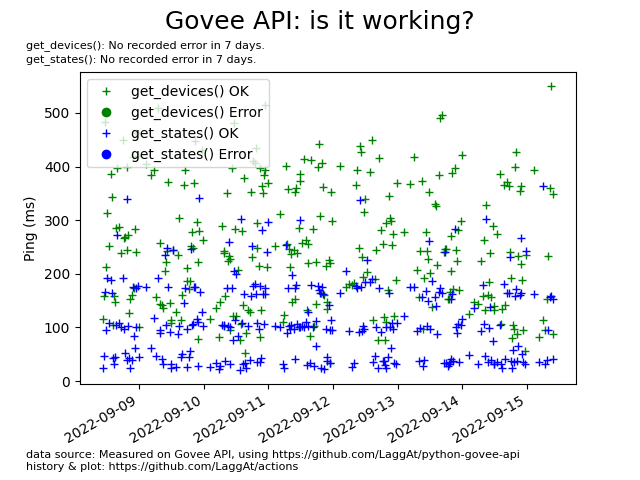 Govee API: is it working?
get_devices(): No recorded error in 7 days.
get_states(): No recorded error in 7 days.
get_devices() OK
get_devices() Error
get_states() OK
get_states() Error
Ping (ms)
500
400
300
200
100
0
2022-09-09
2022-09-10
2022-09-11
2022-09-12
2022-09-13
2022-09-14
2022-09-15
data source: Measured on Govee API, using https://github.com/LaggAt/python-govee-api
history & plot: https://github.com/LaggAt/actions